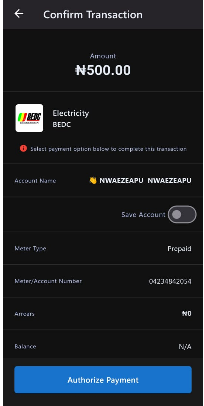 Confirm Transaction
Amount
₦500.00
BEDC
Electricity
BEDC
Select payment option below to complete this transaction
Account Name 👋 NWAEZEAPU NWAEZEAPU
Save Account
Meter Type Prepaid
Meter/Account Number 04234842054
Arrears ₦0
Balance N/A
Authorize Payment